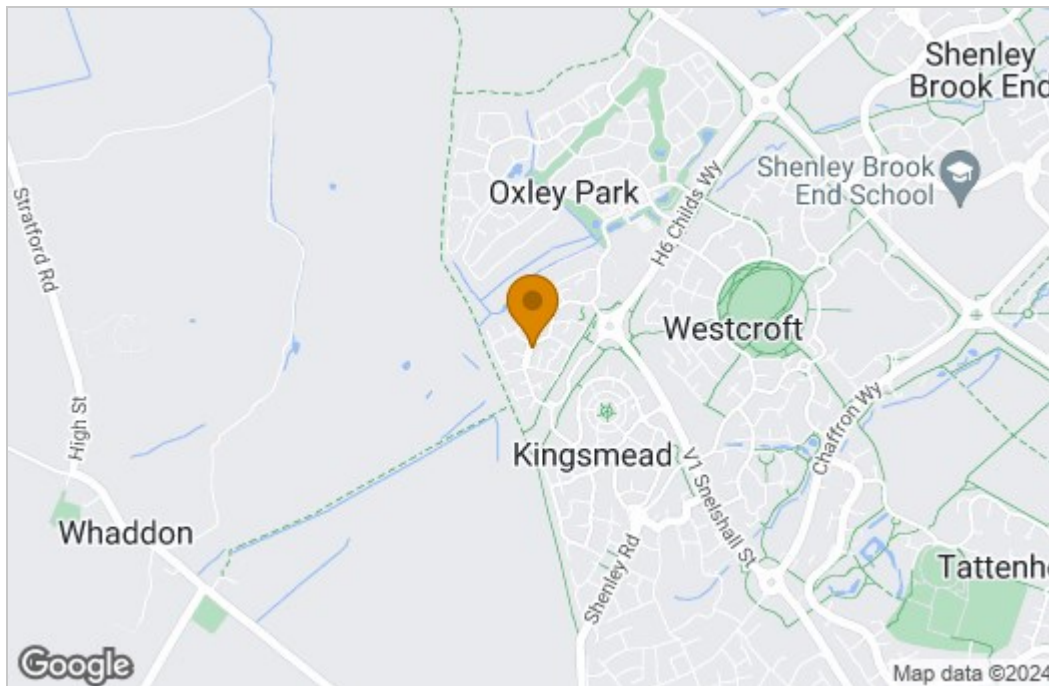 Shenley
Brook End
Shenley Brook
End School
Oxley Park
H6 Childs Wy
Stratford Rd
Westcroft
High St
Chaffron Wy
Kingsmead
V1 Snelshall St
Whaddon
Shenley Rd
Tattenho
Google
Map data ©2024